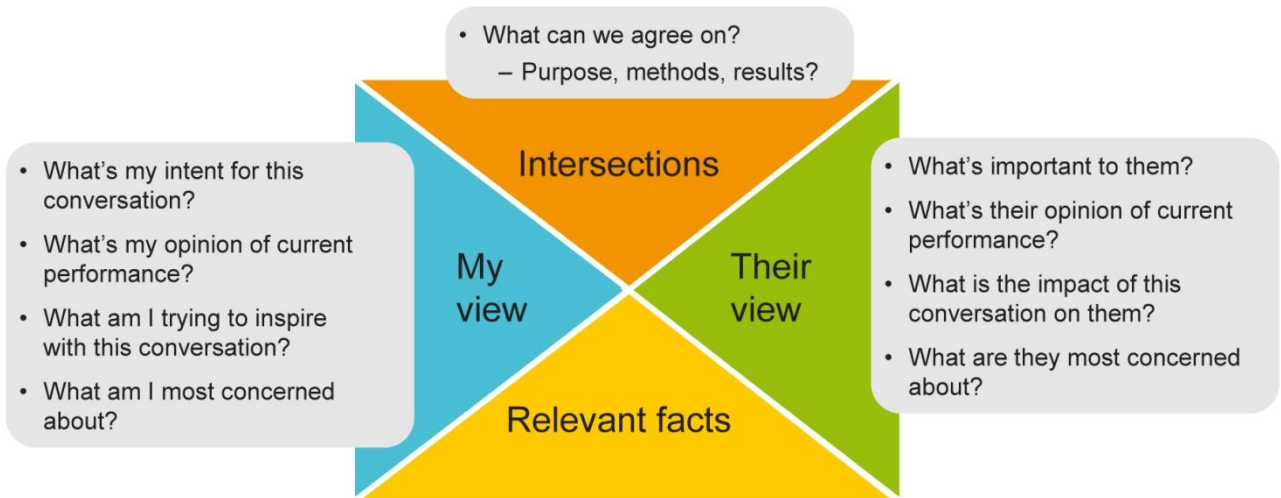 • What can we agree on?
– Purpose, methods, results?
Intersections
• What's my intent for this
conversation?
• What's my opinion of current
performance?
• What am I trying to inspire
with this conversation?
• What am I most concerned
about?
My
view
Their
view
• What's important to them?
• What's their opinion of current
performance?
• What is the impact of this
conversation on them?
• What are they most concerned
about?
Relevant facts